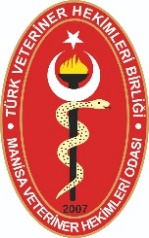 TÜRK VETERİNER HEKİMLERİ BİRLİĞİ
MANİSA VETERİNER HEKİMLERİ ODASI
2007